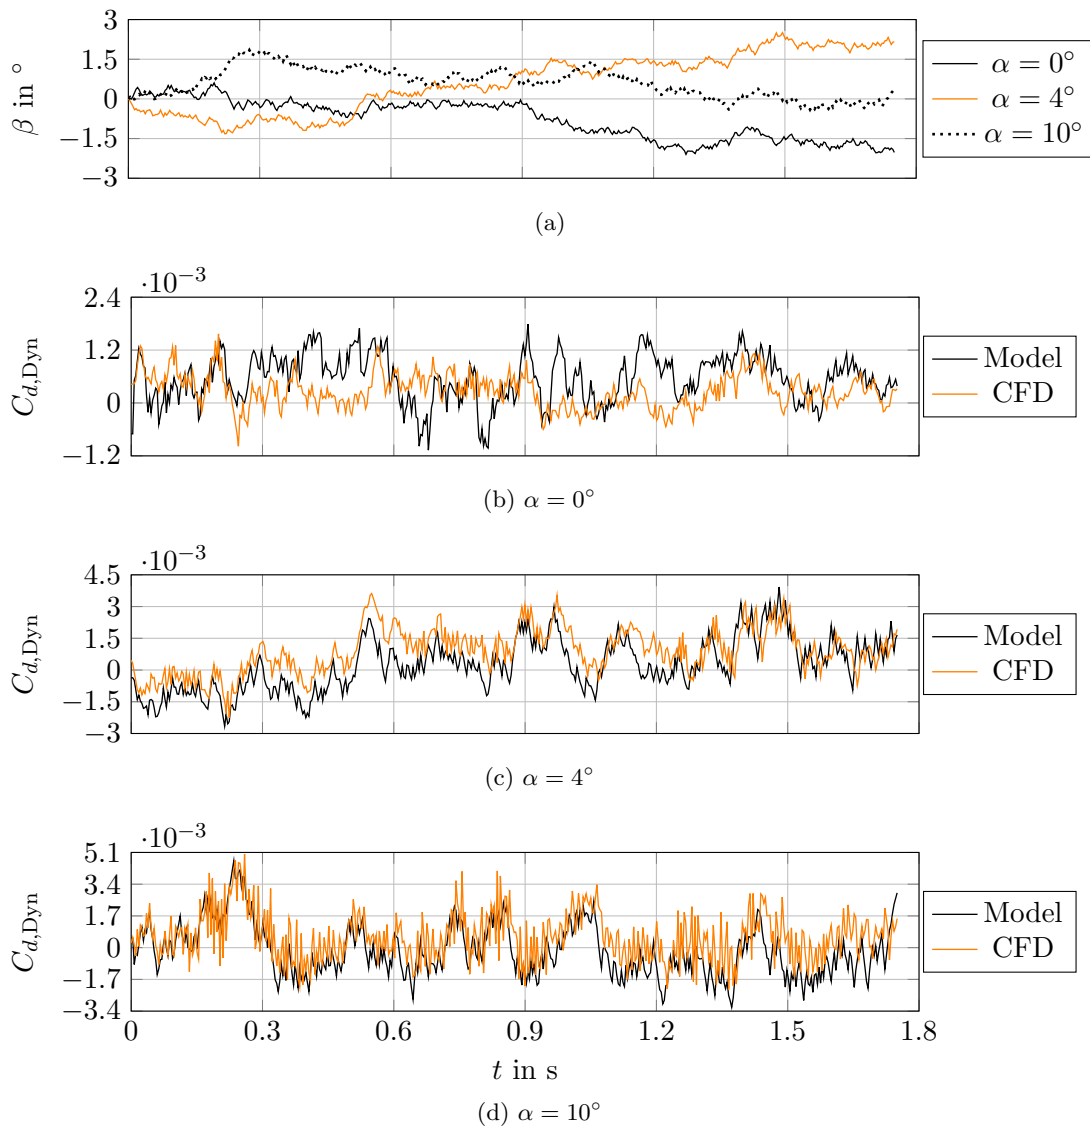 3
1.5
0
−1.5
−3
β in °
α = 0°
α = 4°
α = 10°
(a)
·10⁻³
2.4
1.2
0
−1.2
C_{d,Dyn}
Model
CFD
(b) α = 0°
·10⁻³
4.5
3
1.5
0
−1.5
−3
C_{d,Dyn}
Model
CFD
(c) α = 4°
·10⁻³
5.1
3.4
1.7
0
−1.7
−3.4
C_{d,Dyn}
Model
CFD
0 0.3 0.6 0.9 1.2 1.5 1.8
t in s
(d) α = 10°